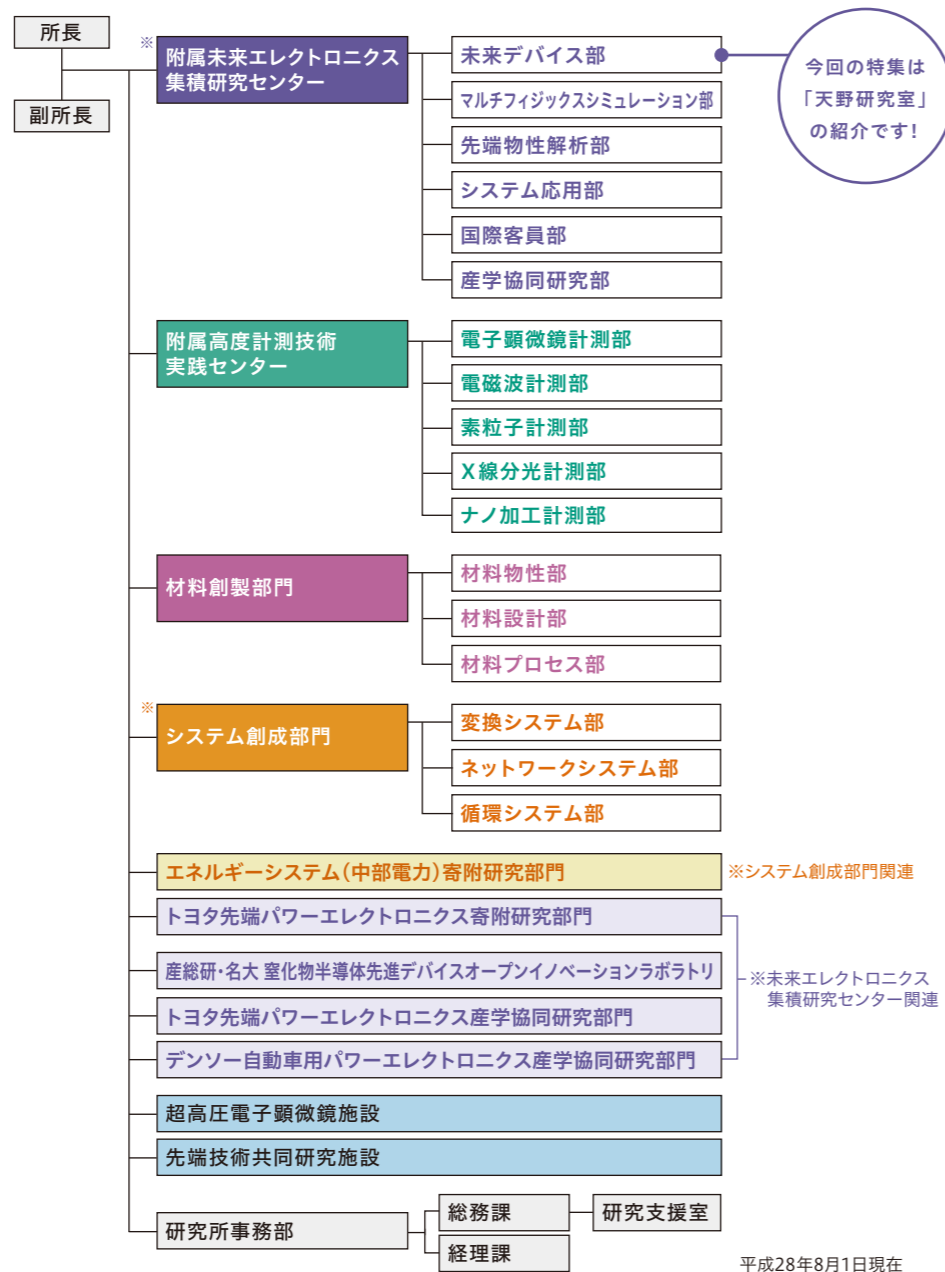 所長
副所長
※
附属未来エレクトロニクス
集積研究センター
未来デバイス部
マルチフィジックスシミュレーション部
先端物性解析部
システム応用部
国際客員部
産学協同研究部
今回の特集は
「天野研究室」
の紹介です!
附属高度計測技術
実践センター
電子顕微鏡計測部
電磁波計測部
素粒子計測部
X線分光計測部
ナノ加工計測部
材料創製部門
材料物性部
材料設計部
材料プロセス部
※
システム創成部門
変換システム部
ネットワークシステム部
循環システム部
エネルギーシステム(中部電力)寄附研究部門
※システム創成部門関連
トヨタ先端パワーエレクトロニクス寄附研究部門
産総研・名大 窒化物半導体先進デバイスオープンイノベーションラボラトリ
トヨタ先端パワーエレクトロニクス産学協同研究部門
デンソー自動車用パワーエレクトロニクス産学協同研究部門
※未来エレクトロニクス
集積研究センター関連
超高圧電子顕微鏡施設
先端技術共同研究施設
研究所事務部
総務課
研究支援室
経理課
平成28年8月1日現在